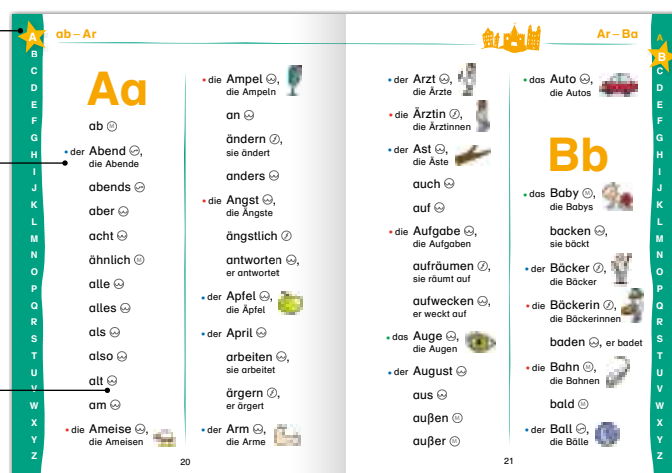 ab – Ar
Ar – Ba
A
B
C
D
E
F
G
H
I
J
K
L
M
N
O
P
Q
R
S
T
U
V
W
X
Y
Z
Aa
ab
der Abend,
die Abende
abends
aber
acht
ähnlich
alle
alles
als
also
alt
am
die Ameise,
die Ameisen
die Ampel,
die Ampeln
an
ändern,
sie ändert
anders
die Angst,
die Ängste
ängstlich
antworten,
er antwortet
der Apfel,
die Äpfel
der April
arbeiten,
sie arbeitet
ärgern,
er ärgert
der Arm,
die Arme
20
der Arzt,
die Ärzte
die Ärztin,
die Ärztinnen
der Ast,
die Äste
auch
auf
die Aufgabe,
die Aufgaben
aufräumen,
sie räumt auf
aufwecken,
er weckt auf
das Auge,
die Augen
der August
aus
außen
außer
das Auto,
die Autos
Bb
das Baby,
die Babys
backen,
sie bäckt
der Bäcker,
die Bäcker
die Bäckerin,
die Bäckerinnen
baden, er badet
die Bahn,
die Bahnen
bald
der Ball,
die Bälle
21
A
B
C
D
E
F
G
H
I
J
K
L
M
N
O
P
Q
R
S
T
U
V
W
X
Y
Z